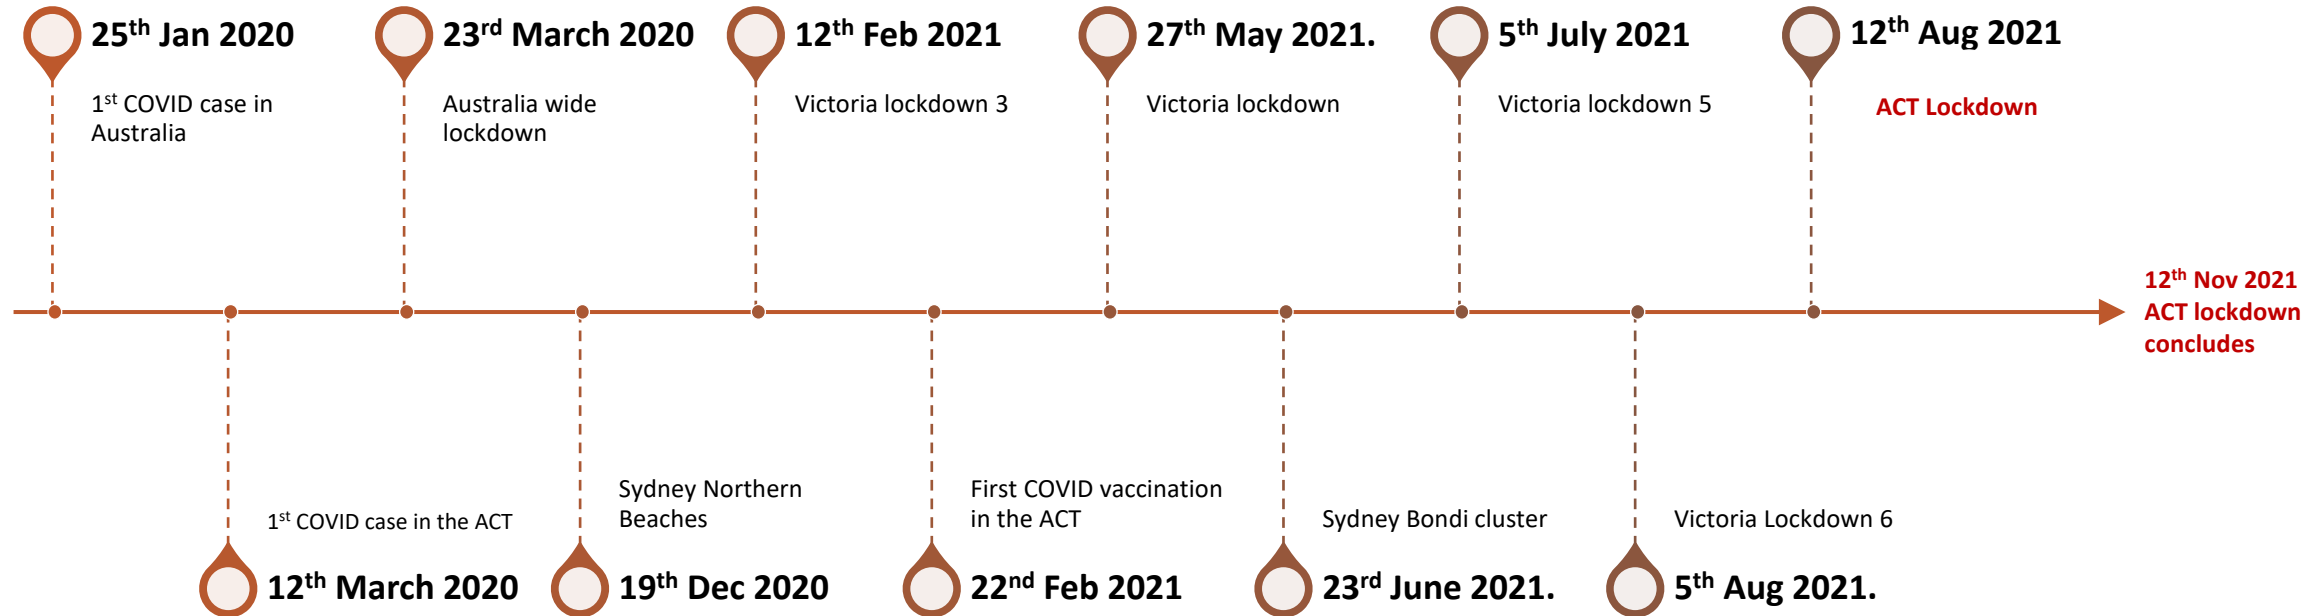 25th Jan 2020
1st COVID case in
Australia
23rd March 2020
Australia wide
lockdown
12th Feb 2021
Victoria lockdown 3
27th May 2021.
Victoria lockdown
5th July 2021
Victoria lockdown 5
12th Aug 2021
ACT Lockdown
12th Nov 2021
ACT lockdown
concludes
1st COVID case in the ACT
12th March 2020
Sydney Northern
Beaches
19th Dec 2020
First COVID vaccination
in the ACT
22nd Feb 2021
Sydney Bondi cluster
23rd June 2021.
Victoria Lockdown 6
5th Aug 2021.